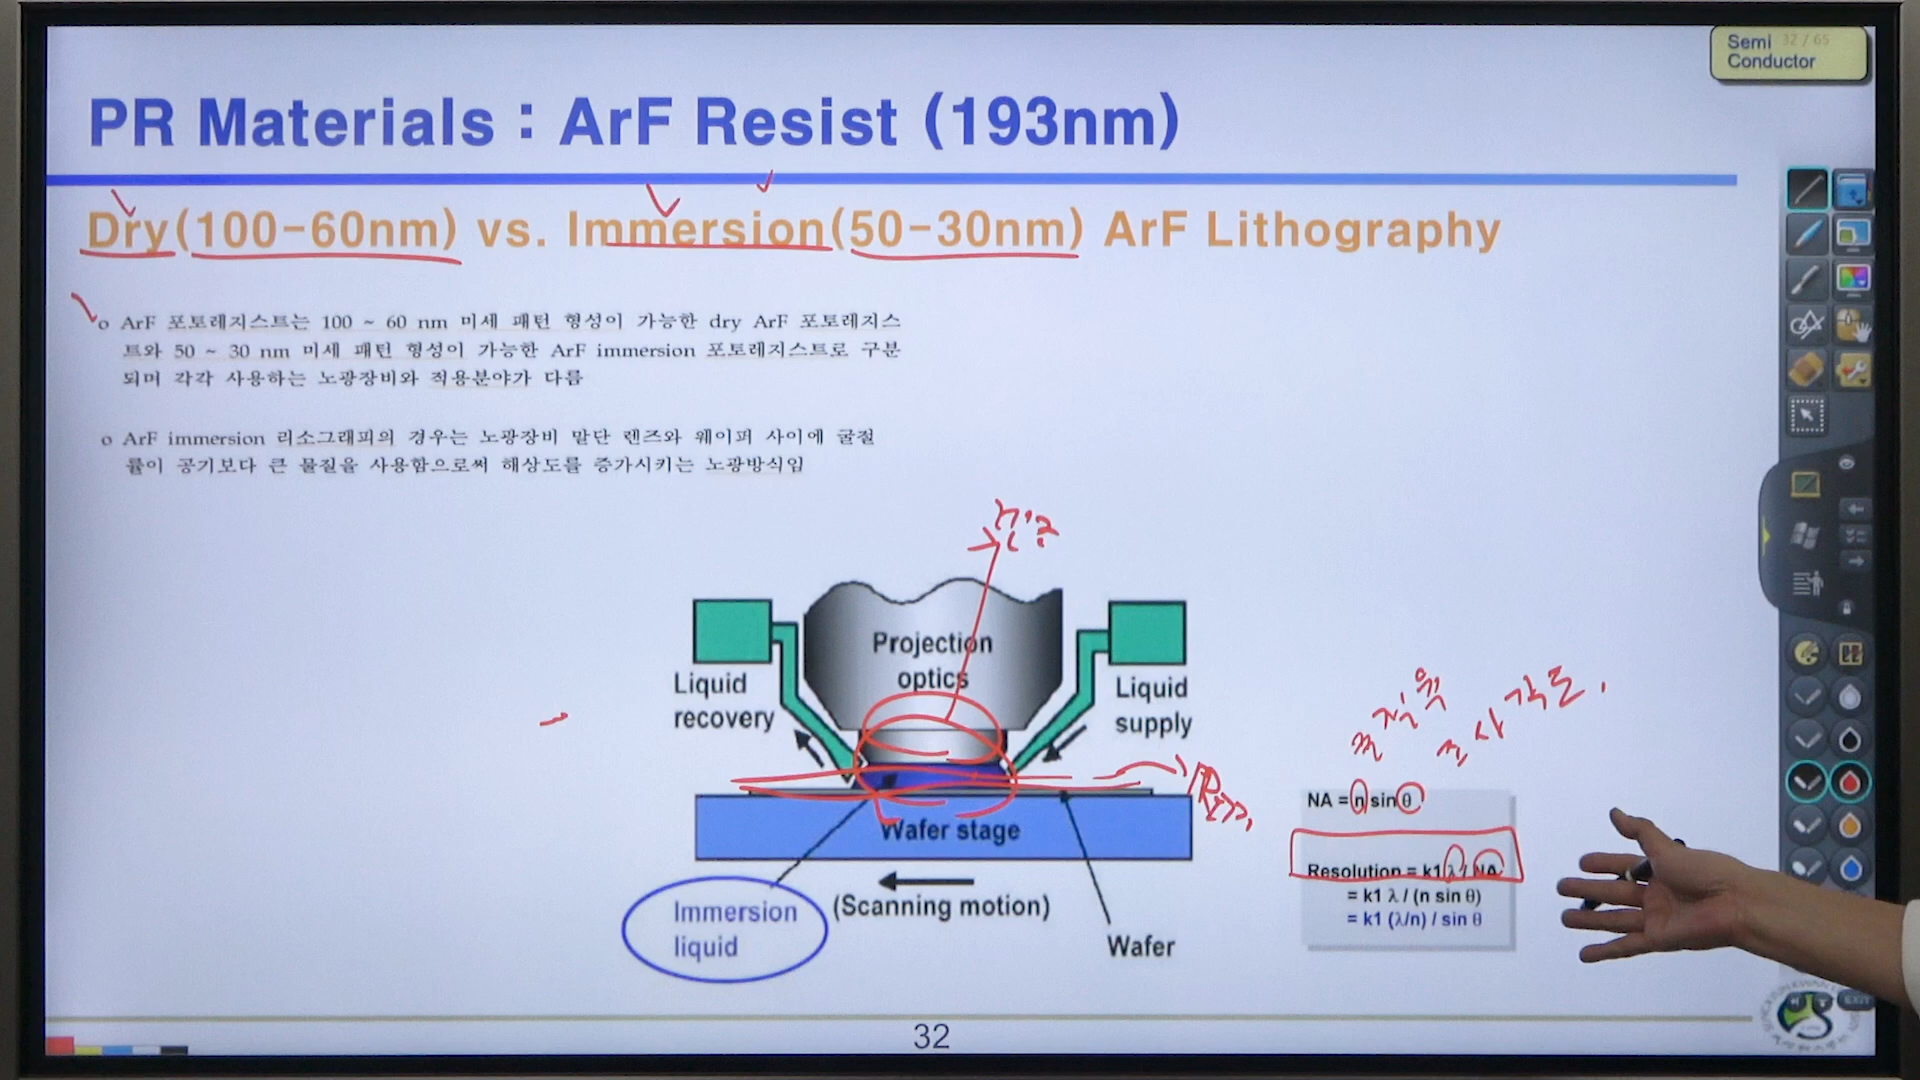 Semi 32 / 65
Conductor
PR Materials : ArF Resist (193nm)
Dry(100-60nm) vs. Immersion(50-30nm) ArF Lithography
o ArF 포토레지스트는 100 ~ 60 nm 미세 패턴 형성이 가능한 dry ArF 포토레지스
트와 50 ~ 30 nm 미세 패턴 형성이 가능한 ArF immersion 포토레지스트로 구분
되며 각각 사용하는 노광장비와 적용분야가 다름
o ArF immersion 리소그래피의 경우는 노광장비 말단 렌즈와 웨이퍼 사이에 굴절
률이 공기보다 큰 물질을 사용함으로써 해상도를 증가시키는 노광방식임
Projection
optics
Liquid
recovery
Liquid
supply
Wafer stage
Immersion
liquid
(Scanning motion)
Wafer
굴절율
조사각도
NA = n sin θ
Resolution = k1 λ / NA
= k1 λ / (n sin θ)
= k1 (λ/n) / sin θ
32
EXIT